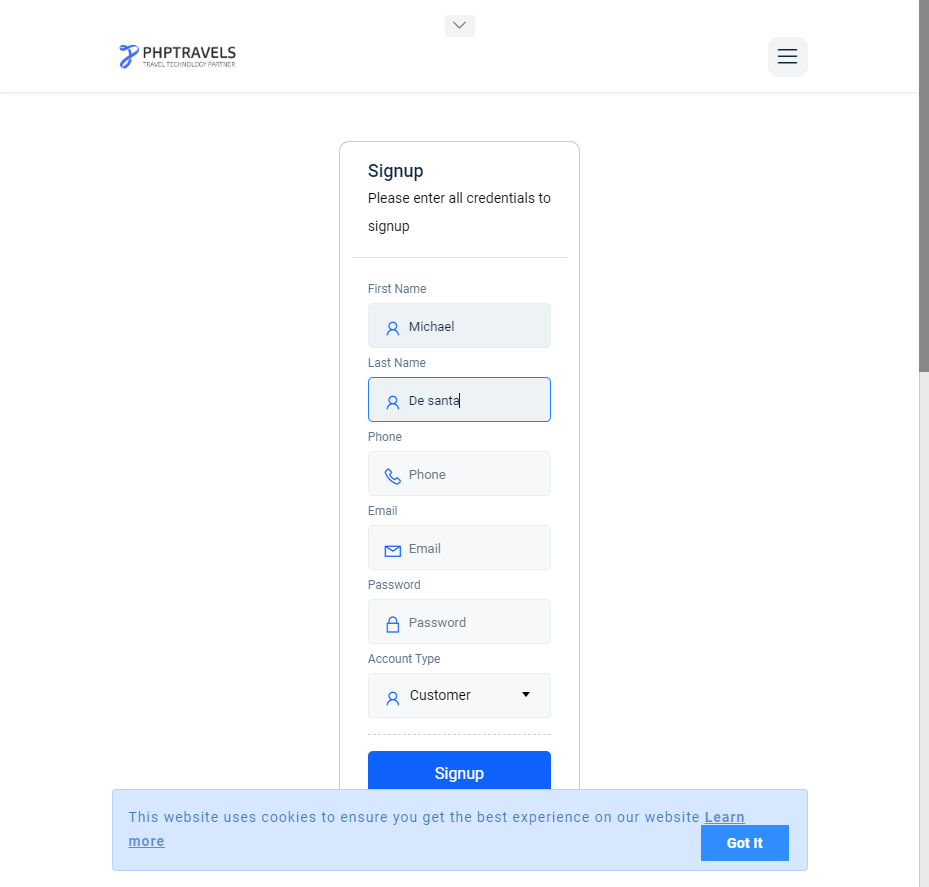 PHPTRAVELS
TRAVEL TECHNOLOGY PARTNER
Signup
Please enter all credentials to
signup
First Name
Michael
Last Name
De santa
Phone
Phone
Email
Email
Password
Password
Account Type
Customer
Signup
This website uses cookies to ensure you get the best experience on our website Learn
more
Got It